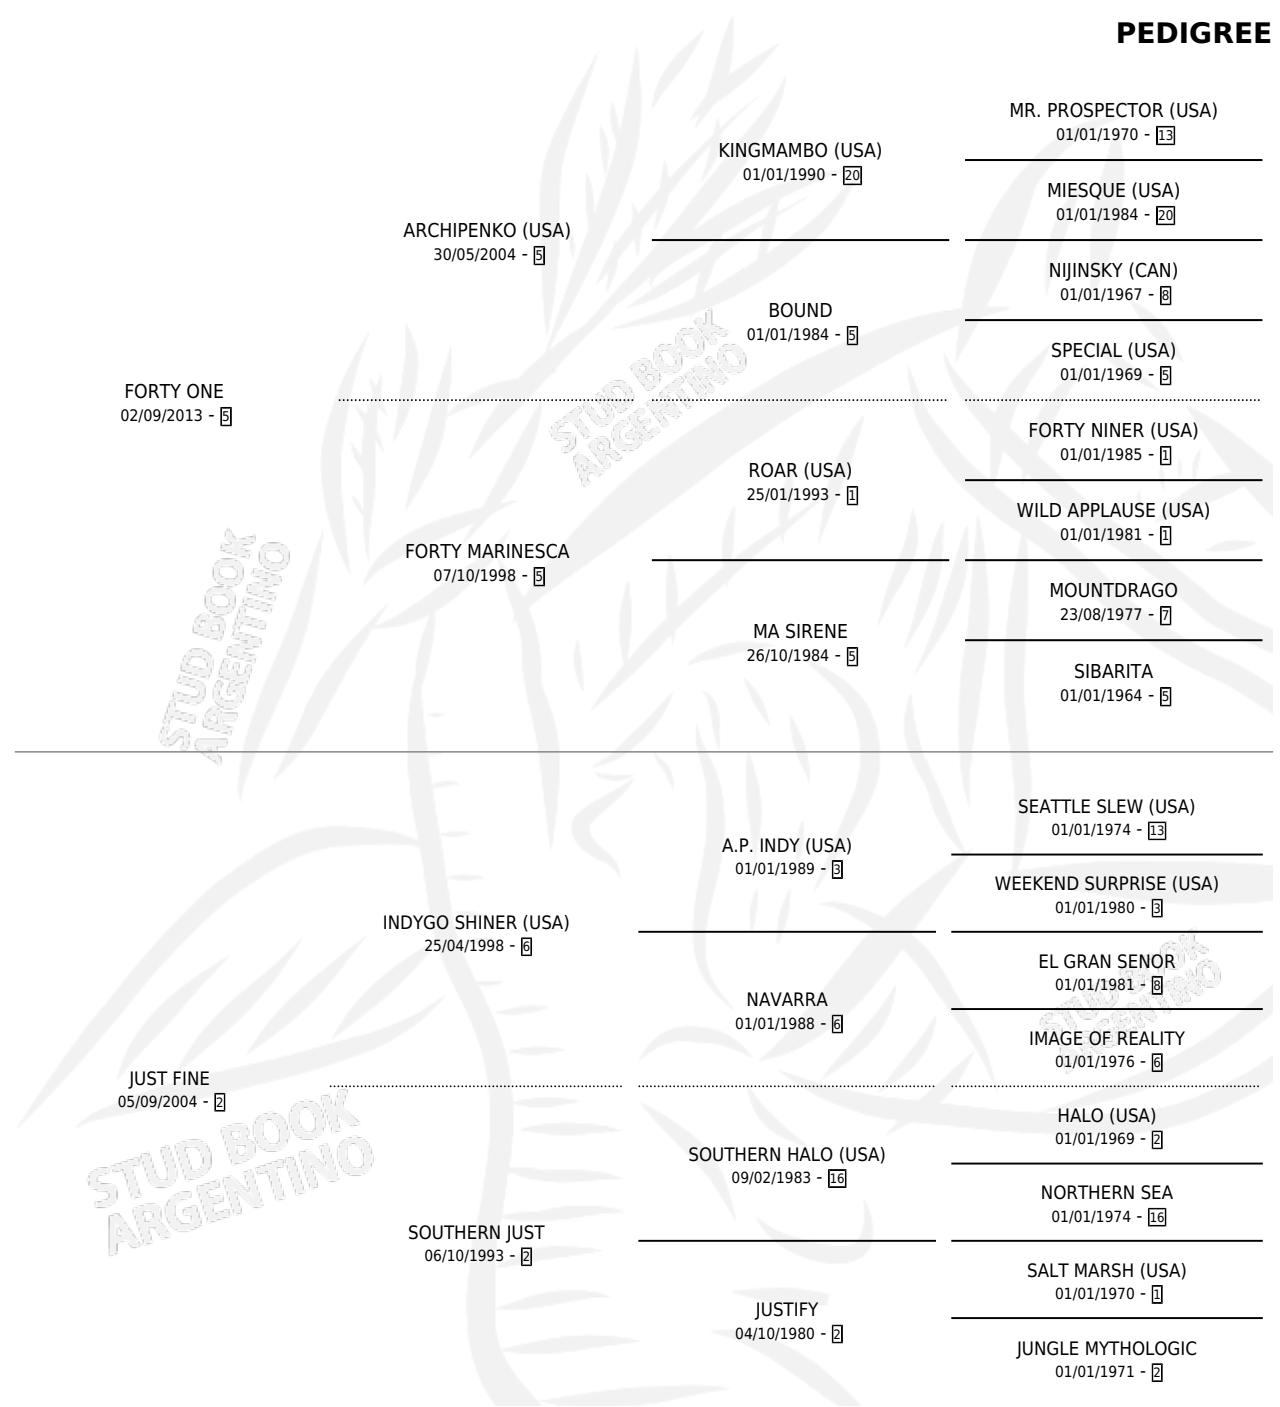 PEDIGREE
MR. PROSPECTOR (USA)
01/01/1970 - 13
KINGMAMBO (USA)
01/01/1990 - 20
MIESQUE (USA)
01/01/1984 - 20
ARCHIPENKO (USA)
30/05/2004 - 5
NIJINSKY (CAN)
01/01/1967 - 8
BOUND
01/01/1984 - 5
SPECIAL (USA)
01/01/1969 - 5
FORTY ONE
02/09/2013 - 5
FORTY NINER (USA)
01/01/1985 - 1
ROAR (USA)
25/01/1993 - 1
WILD APPLAUSE (USA)
01/01/1981 - 1
FORTY MARINESCA
07/10/1998 - 5
MOUNTDRAGO
23/08/1977 - 7
MA SIRENE
26/10/1984 - 5
SIBARITA
01/01/1964 - 5
STUD BOOK
ARGENTINO
STUD BOOK
ARGENTINO
SEATTLE SLEW (USA)
01/01/1974 - 13
A.P. INDY (USA)
01/01/1989 - 3
WEEKEND SURPRISE (USA)
01/01/1980 - 3
INDYGO SHINER (USA)
25/04/1998 - 6
EL GRAN SENOR
01/01/1981 - 8
NAVARRA
01/01/1988 - 6
IMAGE OF REALITY
01/01/1976 - 6
JUST FINE
05/09/2004 - 2
HALO (USA)
01/01/1969 - 2
SOUTHERN HALO (USA)
09/02/1983 - 16
NORTHERN SEA
01/01/1974 - 16
SOUTHERN JUST
06/10/1993 - 2
SALT MARSH (USA)
01/01/1970 - 1
JUSTIFY
04/10/1980 - 2
JUNGLE MYTHOLOGIC
01/01/1971 - 2
STUD BOOK
ARGENTINO
STUD BOOK
ARGENTINO